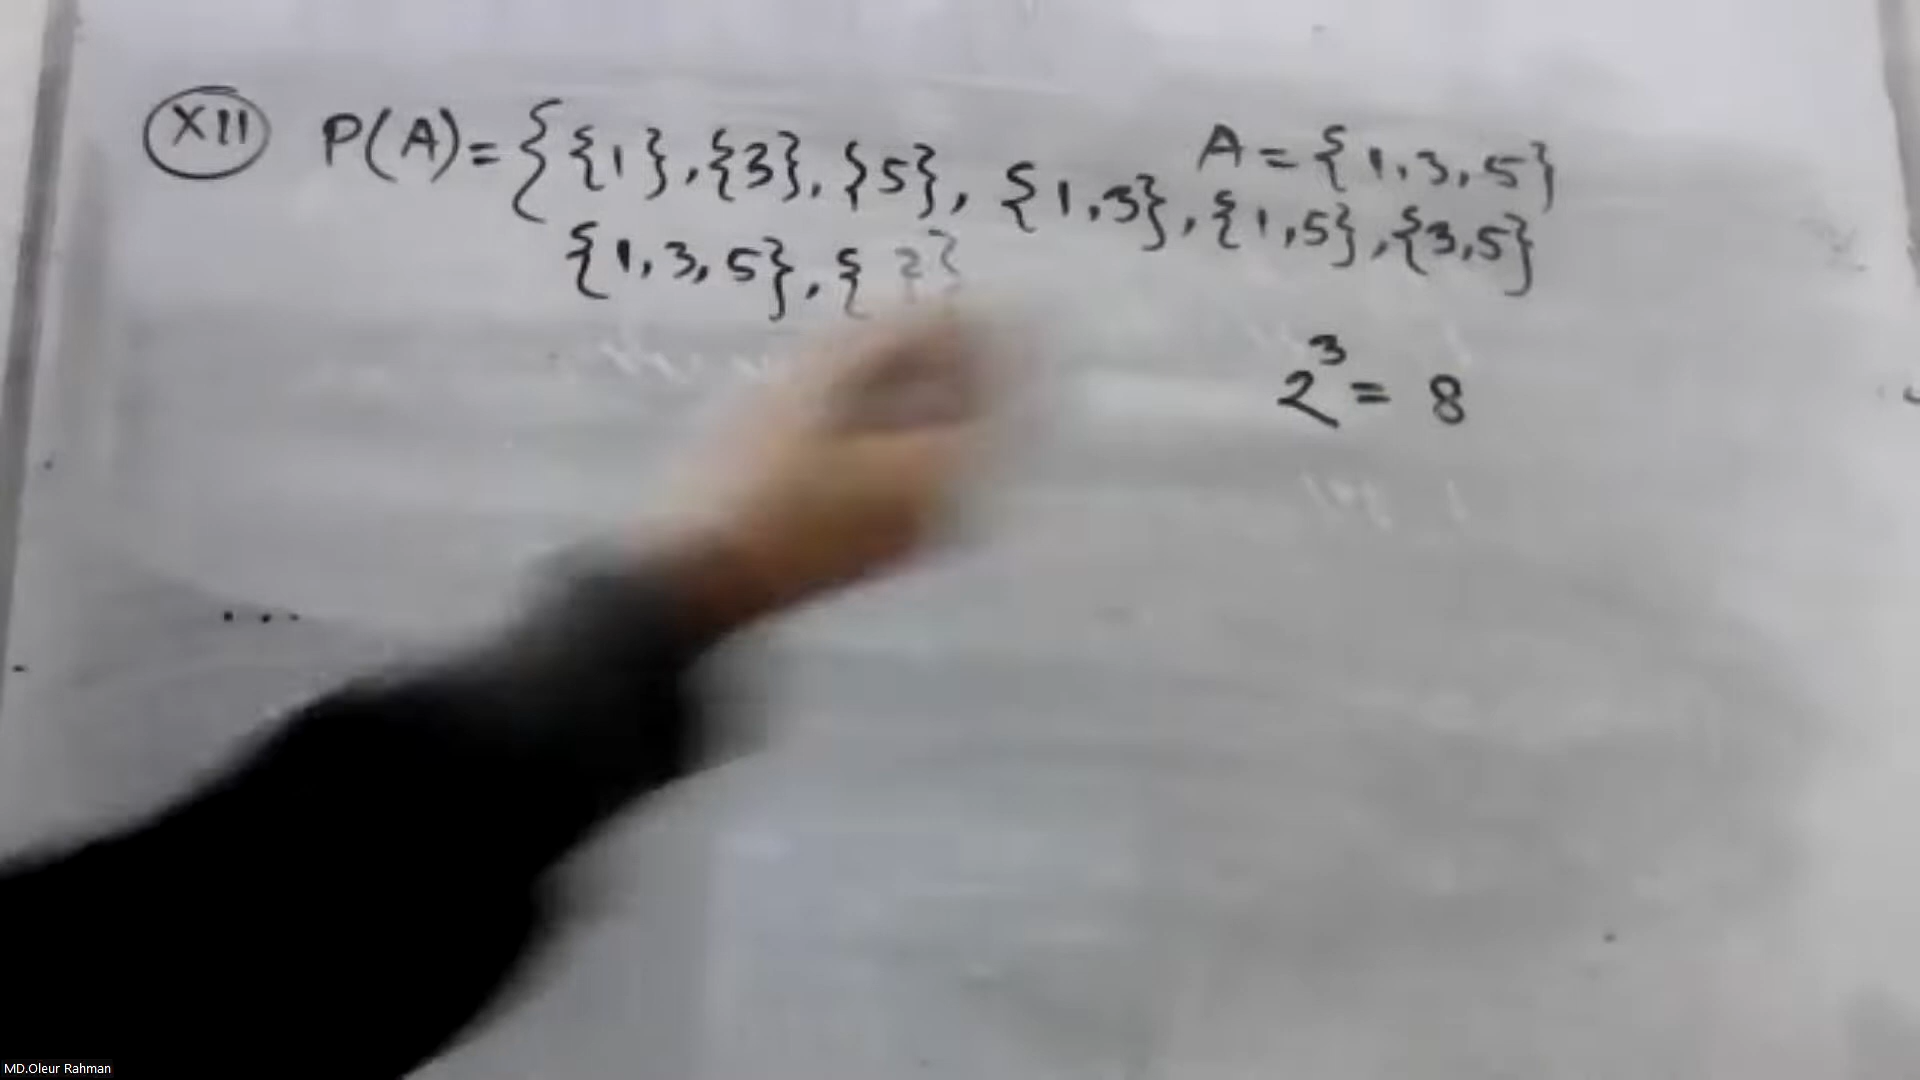 XII P(A)={{1},{3},{5}, {1,3},{1,5},{3,5}
A={1,3,5}
{1,3,5},{ }}
2³= 8
MD.Oleur Rahman